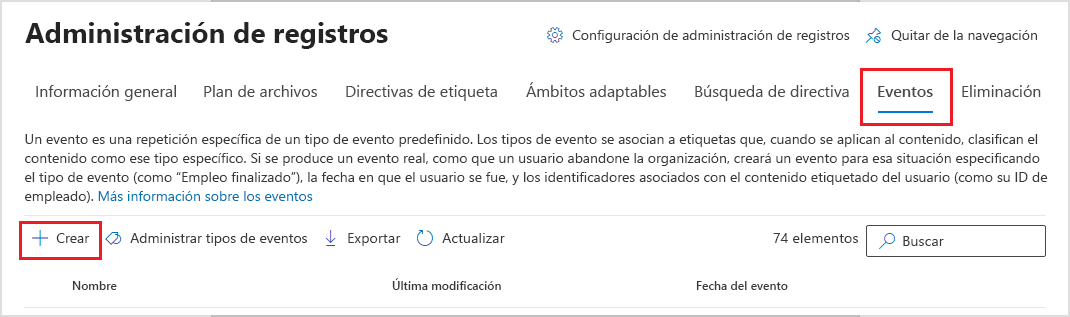 Administración de registros
Configuración de administración de registros
Quitar de la navegación
Información general
Plan de archivos
Directivas de etiqueta
Ámbitos adaptables
Búsqueda de directiva
Eventos
Eliminación
Un evento es una repetición específica de un tipo de evento predefinido. Los tipos de evento se asocian a etiquetas que, cuando se aplican al contenido, clasifican el
contenido como ese tipo específico. Si se produce un evento real, como que un usuario abandone la organización, creará un evento para esa situación especificando
el tipo de evento (como “Empleo finalizado”), la fecha en que el usuario se fue, y los identificadores asociados con el contenido etiquetado del usuario (como su ID de
empleado). Más información sobre los eventos
Crear
Administrar tipos de eventos
Exportar
Actualizar
74 elementos
Buscar
Nombre
Última modificación
Fecha del evento